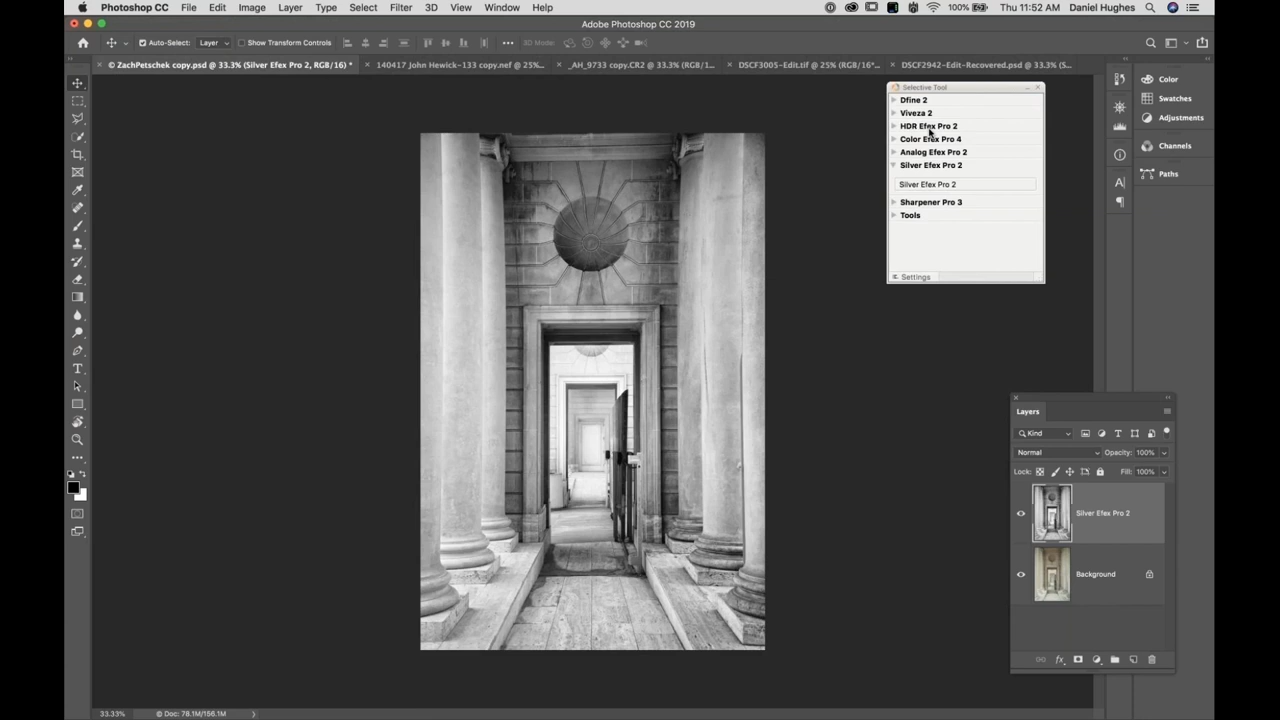 Photoshop CC File Edit Image Layer Type Select Filter 3D View Window Help 100% Thu 11:52 AM Daniel Hughes
Adobe Photoshop CC 2019
Auto-Select: Layer Show Transform Controls 3D Mode:
© ZachPetschek copy.psd @ 33.3% (Silver Efex Pro 2, RGB/16) * 140417 John Hewick-133 copy.nef @ 25%... _AH_9733 copy.CR2 @ 33.3% (RGB/1... DSCF3005-Edit.tif @ 25% (RGB/16*... DSCF2942-Edit-Recovered.psd @ 33.3% (S...
Selective Tool
Dfine 2
Viveza 2
HDR Efex Pro 2
Color Efex Pro 4
Analog Efex Pro 2
Silver Efex Pro 2
Silver Efex Pro 2
Sharpener Pro 3
Tools
Settings
Color
Swatches
Adjustments
Channels
Paths
Layers
Kind
Normal Opacity: 100%
Lock: Fill: 100%
Silver Efex Pro 2
Background
33.33% Doc: 78.1M/156.1M